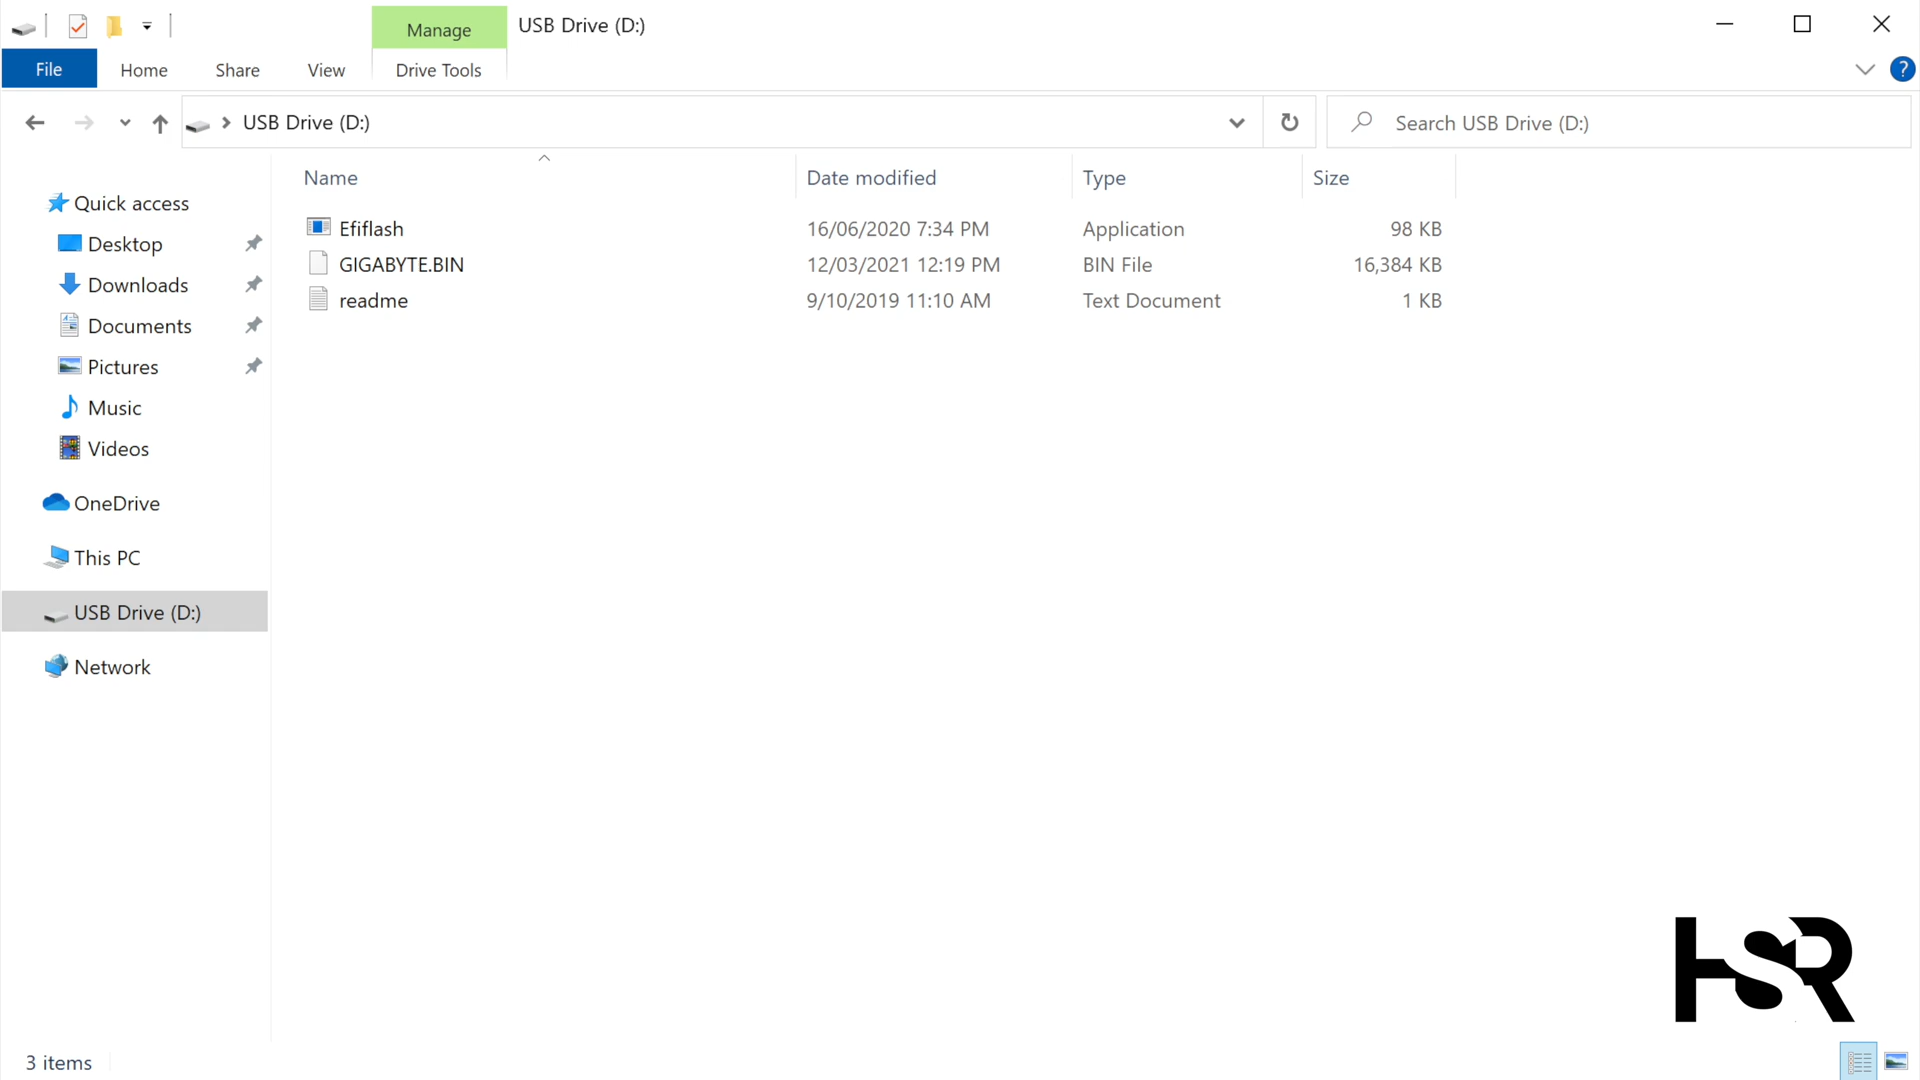 Manage
USB Drive (D:)
File
Home
Share
View
Drive Tools
?
USB Drive (D:)
Search USB Drive (D:)
Name
Date modified
Type
Size
Quick access
Desktop
Downloads
Documents
Pictures
Music
Videos
OneDrive
This PC
USB Drive (D:)
Network
Efiflash 16/06/2020 7:34 PM Application 98 KB
GIGABYTE.BIN 12/03/2021 12:19 PM BIN File 16,384 KB
readme 9/10/2019 11:10 AM Text Document 1 KB
HSR
3 items